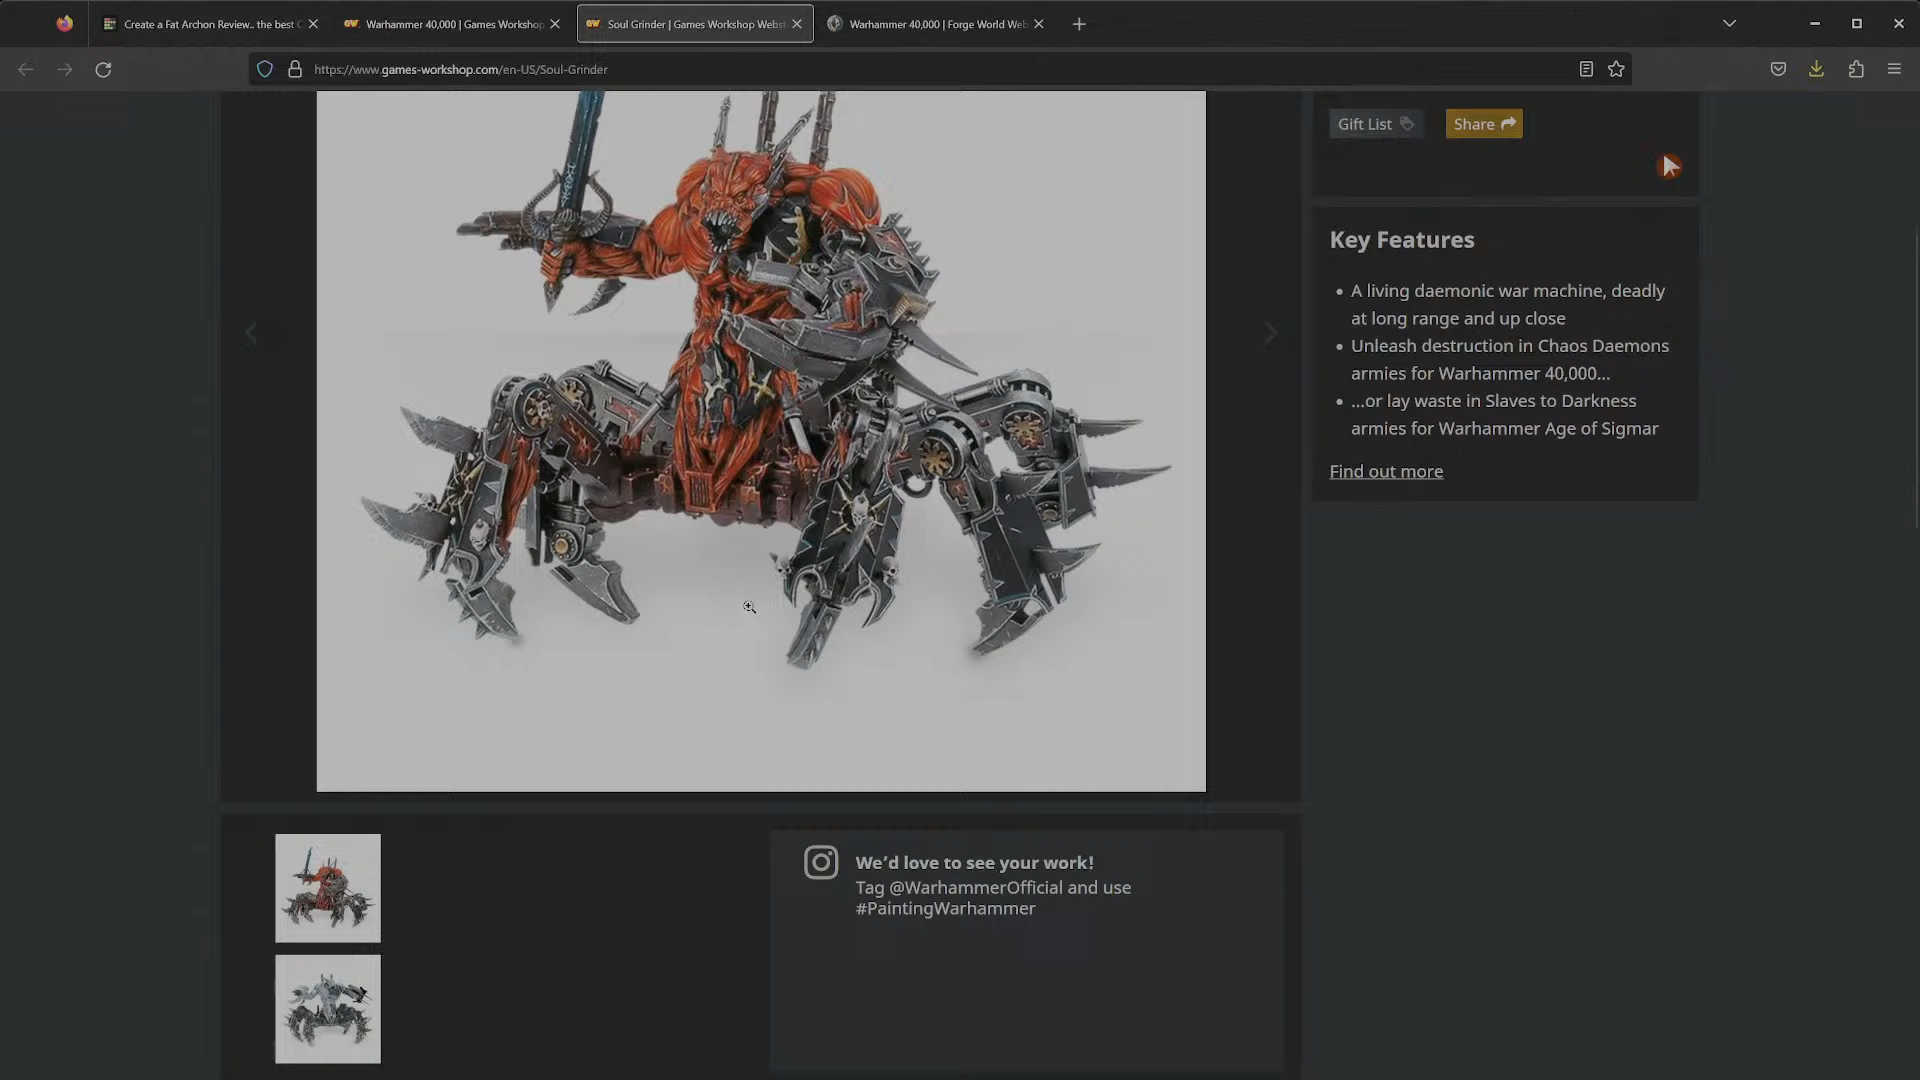 Create a Fat Archon Review.. the best C
Warhammer 40,000 | Games Workshop
Soul Grinder | Games Workshop Webst
Warhammer 40,000 | Forge World Web
https://www.games-workshop.com/en-US/Soul-Grinder
Gift List
Share
Key Features
A living daemonic war machine, deadly
at long range and up close
Unleash destruction in Chaos Daemons
armies for Warhammer 40,000...
...or lay waste in Slaves to Darkness
armies for Warhammer Age of Sigmar
Find out more
We’d love to see your work!
Tag @WarhammerOfficial and use
#PaintingWarhammer